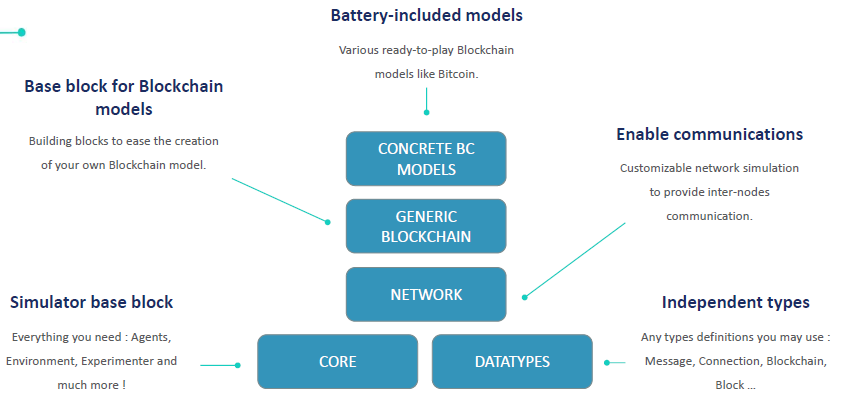 Battery-included models
Various ready-to-play Blockchain
models like Bitcoin.
Base block for Blockchain
models
Building blocks to ease the creation
of your own Blockchain model.
Enable communications
Customizable network simulation
to provide inter-nodes
communication.
CONCRETE BC
MODELS
GENERIC
BLOCKCHAIN
NETWORK
Simulator base block
Everything you need : Agents,
Environment, Experimenter and
much more !
CORE
DATATYPES
Independent types
Any types definitions you may use :
Message, Connection, Blockchain,
Block ...